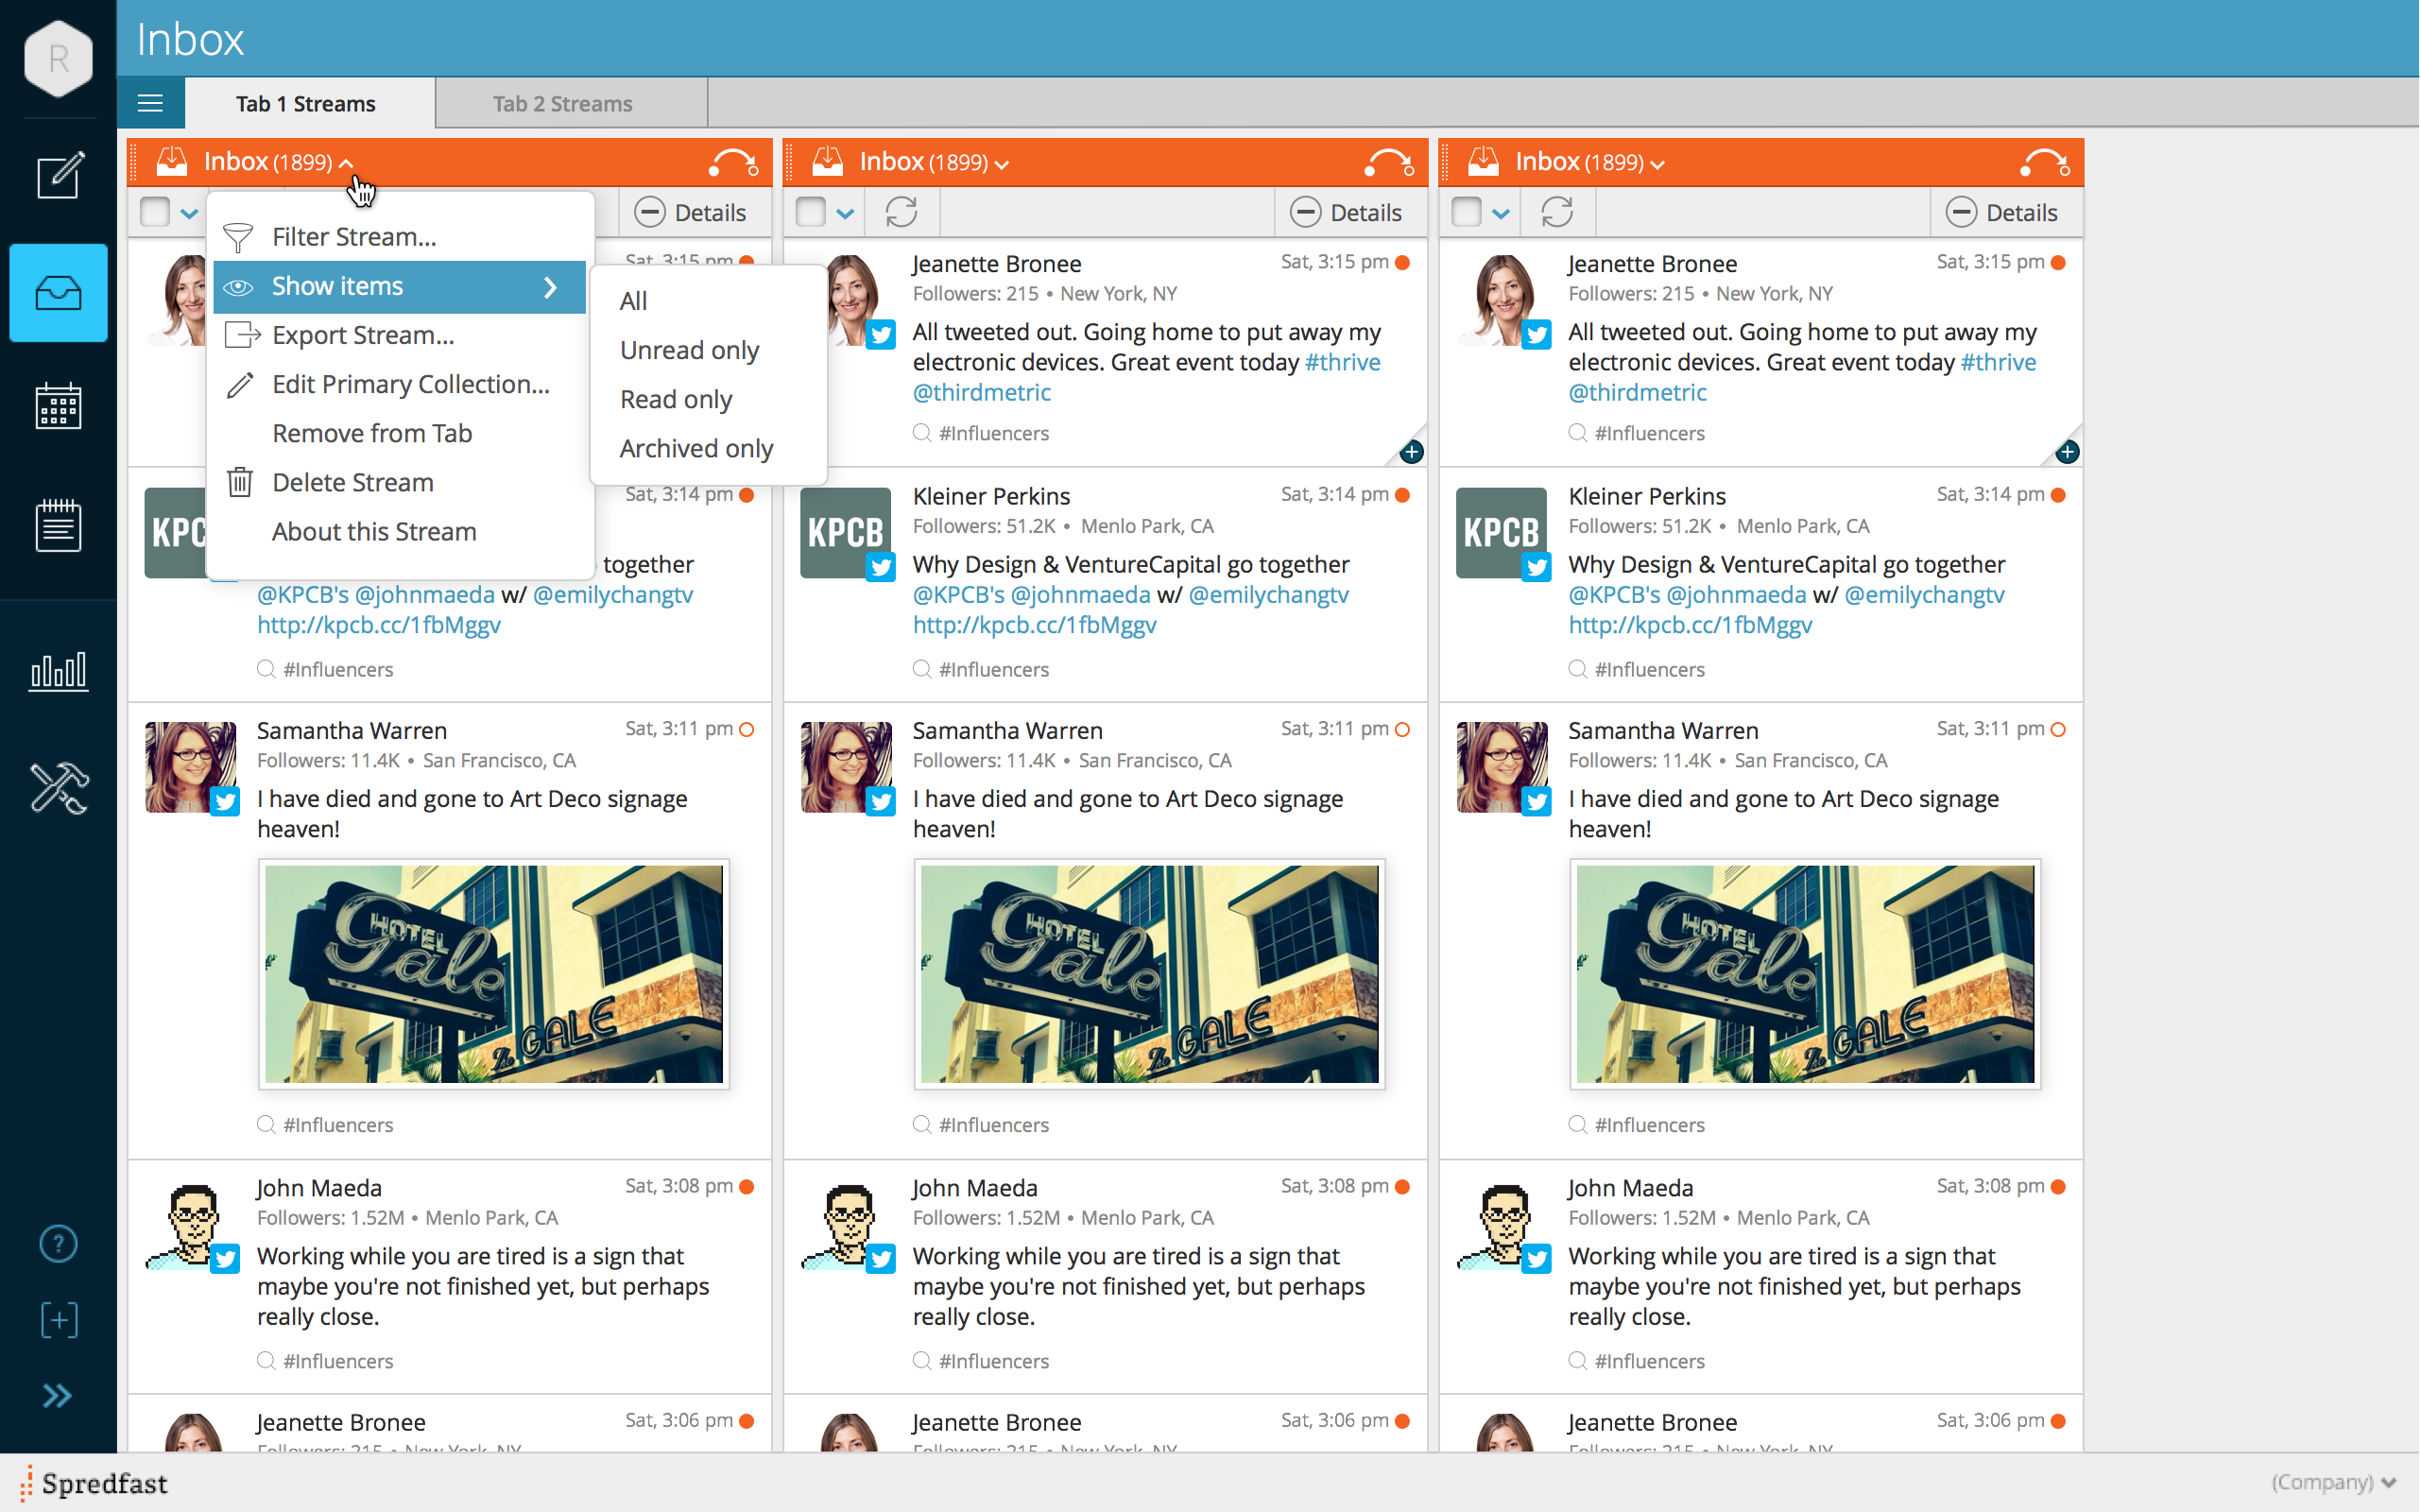 R
Inbox
Tab 1 Streams
Tab 2 Streams
Inbox (1899)
Details
Filter Stream...
Show items
Export Stream...
Edit Primary Collection...
Remove from Tab
Delete Stream
About this Stream
All
Unread only
Read only
Archived only
Sat, 3:15 pm
KPC
Sat, 3:14 pm
together
@KPCB's @johnmaeda w/ @emilychangtv
http://kpcb.cc/1fbMggv
#Influencers
Samantha Warren
Sat, 3:11 pm
Followers: 11.4K • San Francisco, CA
I have died and gone to Art Deco signage
heaven!
HOTEL
Gale
The GALE
#Influencers
John Maeda
Sat, 3:08 pm
Followers: 1.52M • Menlo Park, CA
Working while you are tired is a sign that
maybe you're not finished yet, but perhaps
really close.
#Influencers
Jeanette Bronee
Sat, 3:06 pm
Followers: 215 • New York, NY
Inbox (1899)
Details
Jeanette Bronee
Sat, 3:15 pm
Followers: 215 • New York, NY
All tweeted out. Going home to put away my
electronic devices. Great event today #thrive
@thirdmetric
#Influencers
KPCB
Kleiner Perkins
Sat, 3:14 pm
Followers: 51.2K • Menlo Park, CA
Why Design & VentureCapital go together
@KPCB's @johnmaeda w/ @emilychangtv
http://kpcb.cc/1fbMggv
#Influencers
Samantha Warren
Sat, 3:11 pm
Followers: 11.4K • San Francisco, CA
I have died and gone to Art Deco signage
heaven!
HOTEL
Gale
The GALE
#Influencers
John Maeda
Sat, 3:08 pm
Followers: 1.52M • Menlo Park, CA
Working while you are tired is a sign that
maybe you're not finished yet, but perhaps
really close.
#Influencers
Jeanette Bronee
Sat, 3:06 pm
Followers: 215 • New York, NY
Inbox (1899)
Details
Jeanette Bronee
Sat, 3:15 pm
Followers: 215 • New York, NY
All tweeted out. Going home to put away my
electronic devices. Great event today #thrive
@thirdmetric
#Influencers
KPCB
Kleiner Perkins
Sat, 3:14 pm
Followers: 51.2K • Menlo Park, CA
Why Design & VentureCapital go together
@KPCB's @johnmaeda w/ @emilychangtv
http://kpcb.cc/1fbMggv
#Influencers
Samantha Warren
Sat, 3:11 pm
Followers: 11.4K • San Francisco, CA
I have died and gone to Art Deco signage
heaven!
HOTEL
Gale
The GALE
#Influencers
John Maeda
Sat, 3:08 pm
Followers: 1.52M • Menlo Park, CA
Working while you are tired is a sign that
maybe you're not finished yet, but perhaps
really close.
#Influencers
Jeanette Bronee
Sat, 3:06 pm
Followers: 215 • New York, NY
Spredfast
(Company)